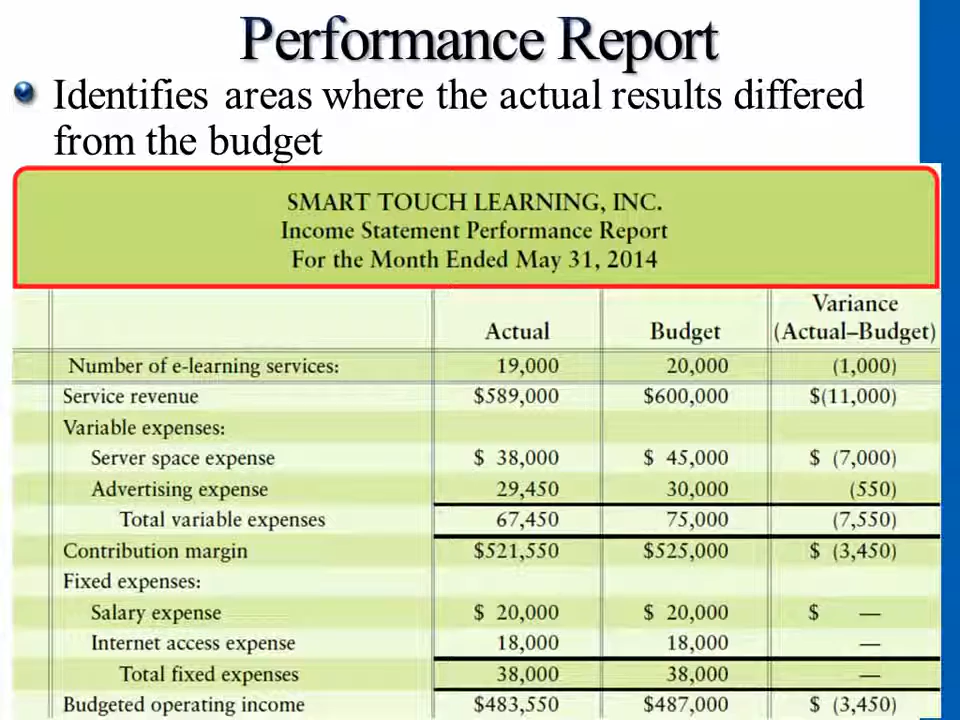 Performance Report
Identifies areas where the actual results differed
from the budget
SMART TOUCH LEARNING, INC.
Income Statement Performance Report
For the Month Ended May 31, 2014
Variance
Actual Budget (Actual–Budget)
Number of e-learning services: 19,000 20,000 (1,000)
Service revenue $589,000 $600,000 $(11,000)
Variable expenses:
Server space expense $ 38,000 $ 45,000 $ (7,000)
Advertising expense 29,450 30,000 (550)
Total variable expenses 67,450 75,000 (7,550)
Contribution margin $521,550 $525,000 $ (3,450)
Fixed expenses:
Salary expense $ 20,000 $ 20,000 $ —
Internet access expense 18,000 18,000 —
Total fixed expenses 38,000 38,000 —
Budgeted operating income $483,550 $487,000 $ (3,450)